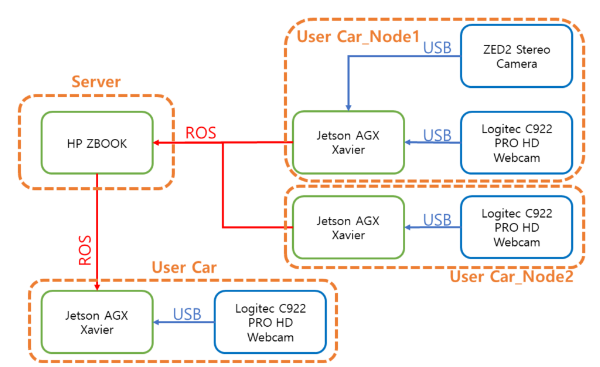 User Car_Node1
USB
ZED2 Stereo
Camera
Server
HP ZBOOK
ROS
Jetson AGX
Xavier
USB
Logitec C922
PRO HD
Webcam
Jetson AGX
Xavier
USB
Logitec C922
PRO HD
Webcam
User Car_Node2
ROS
User Car
Jetson AGX
Xavier
USB
Logitec C922
PRO HD
Webcam